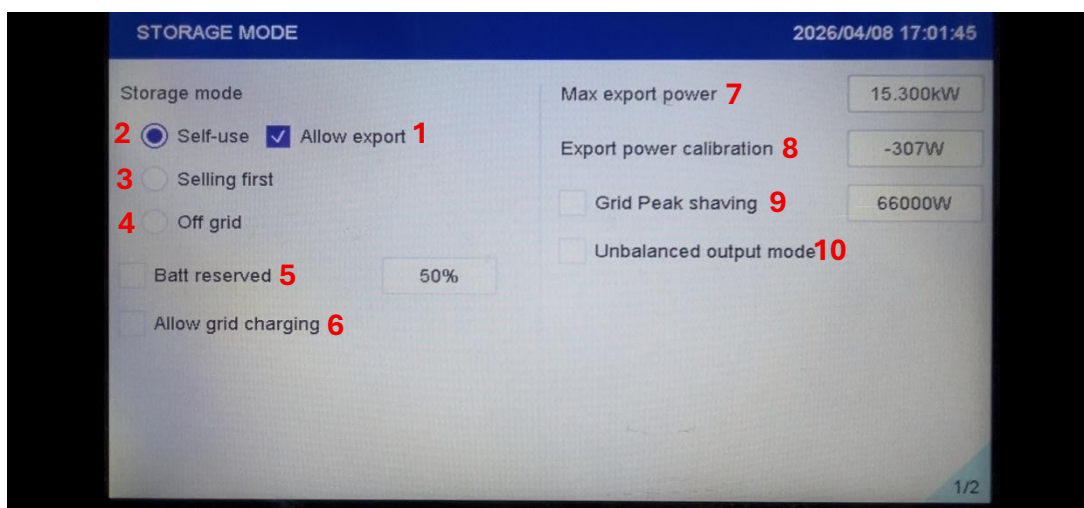 STORAGE MODE 2026/04/08 17:01:45
Storage mode
2 Self-use Allow export 1
3 Selling first
4 Off grid
Batt reserved 5 50%
Allow grid charging 6
Max export power 7 15.300kW
Export power calibration 8 -307W
Grid Peak shaving 9 66000W
Unbalanced output mode 10
1/2